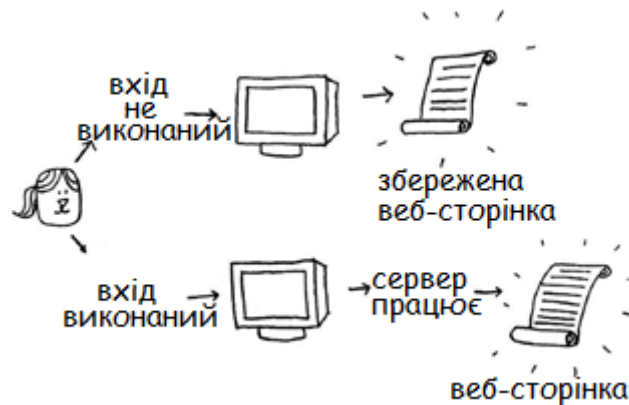 вхід
не
виконаний
збережена
веб-сторінка
вхід
виконаний
сервер
працює
веб-сторінка